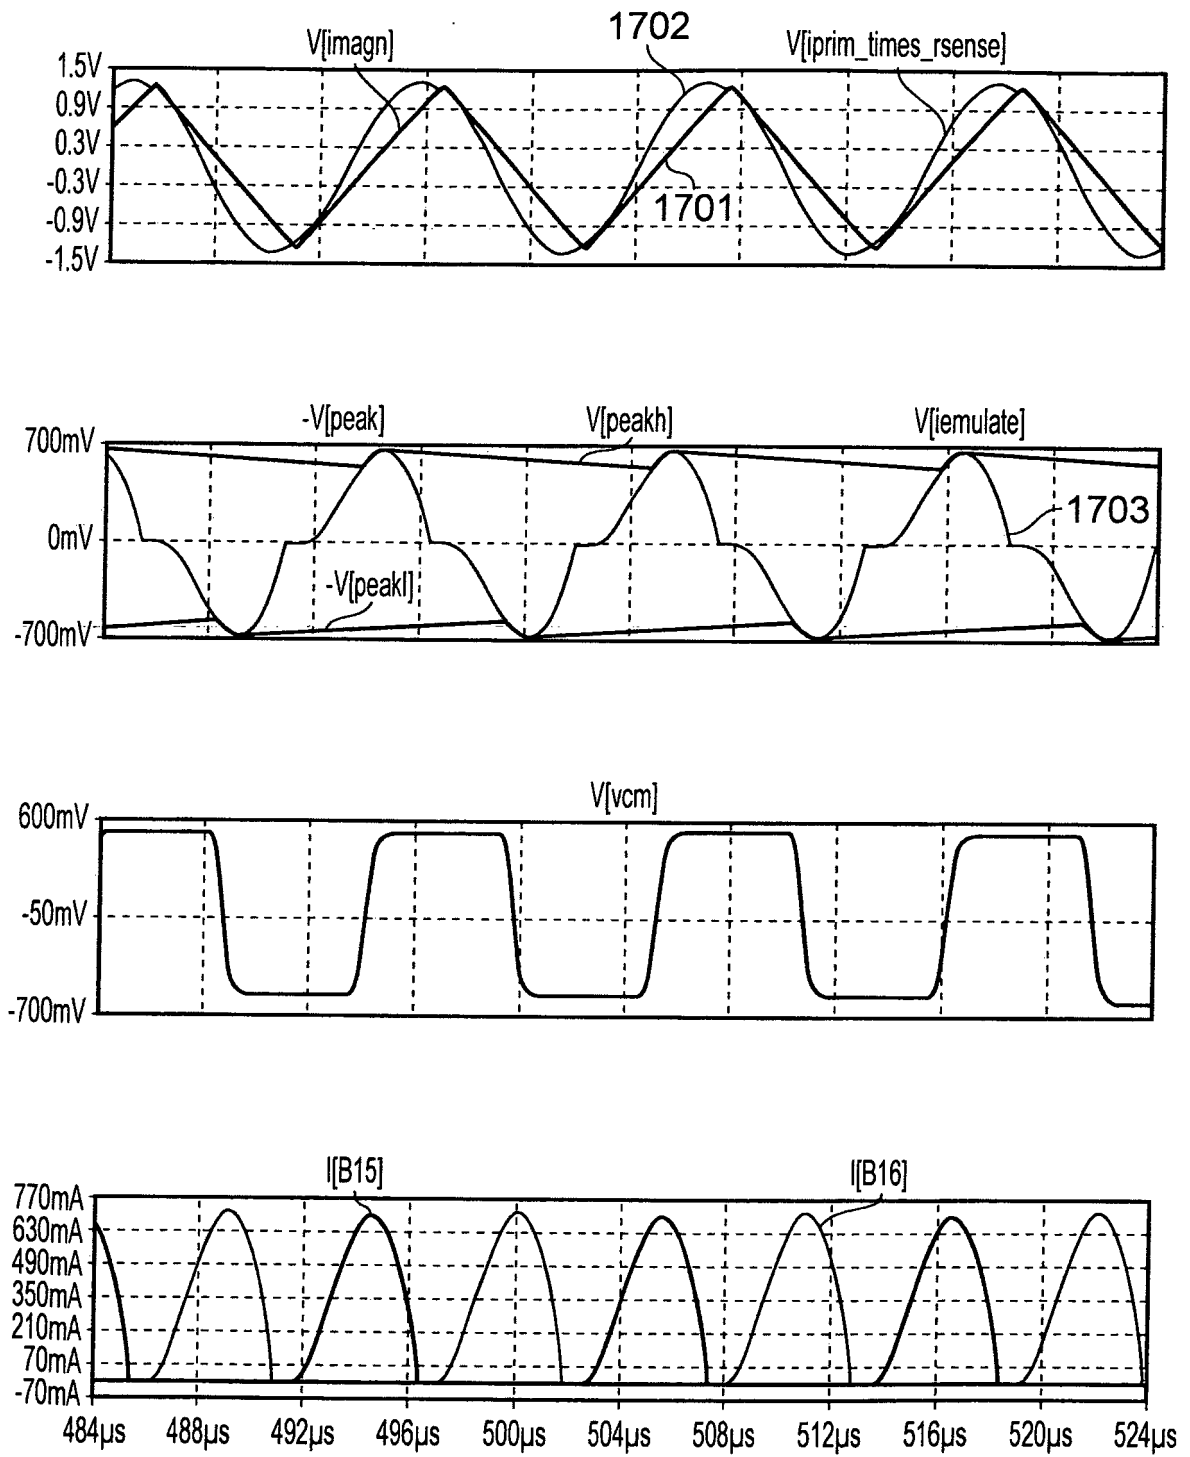 1702
V[imagn]
V[iprim_times_rsense]
1.5V
0.9V
0.3V
-0.3V
-0.9V
-1.5V
1701
-V[peak]
V[peakh]
V[iemulate]
700mV
0mV
-700mV
1703
-V[peakl]
V[vcm]
600mV
-50mV
-700mV
I[B15]
I[B16]
770mA
630mA
490mA
350mA
210mA
70mA
-70mA
484µs 488µs 492µs 496µs 500µs 504µs 508µs 512µs 516µs 520µs 524µs